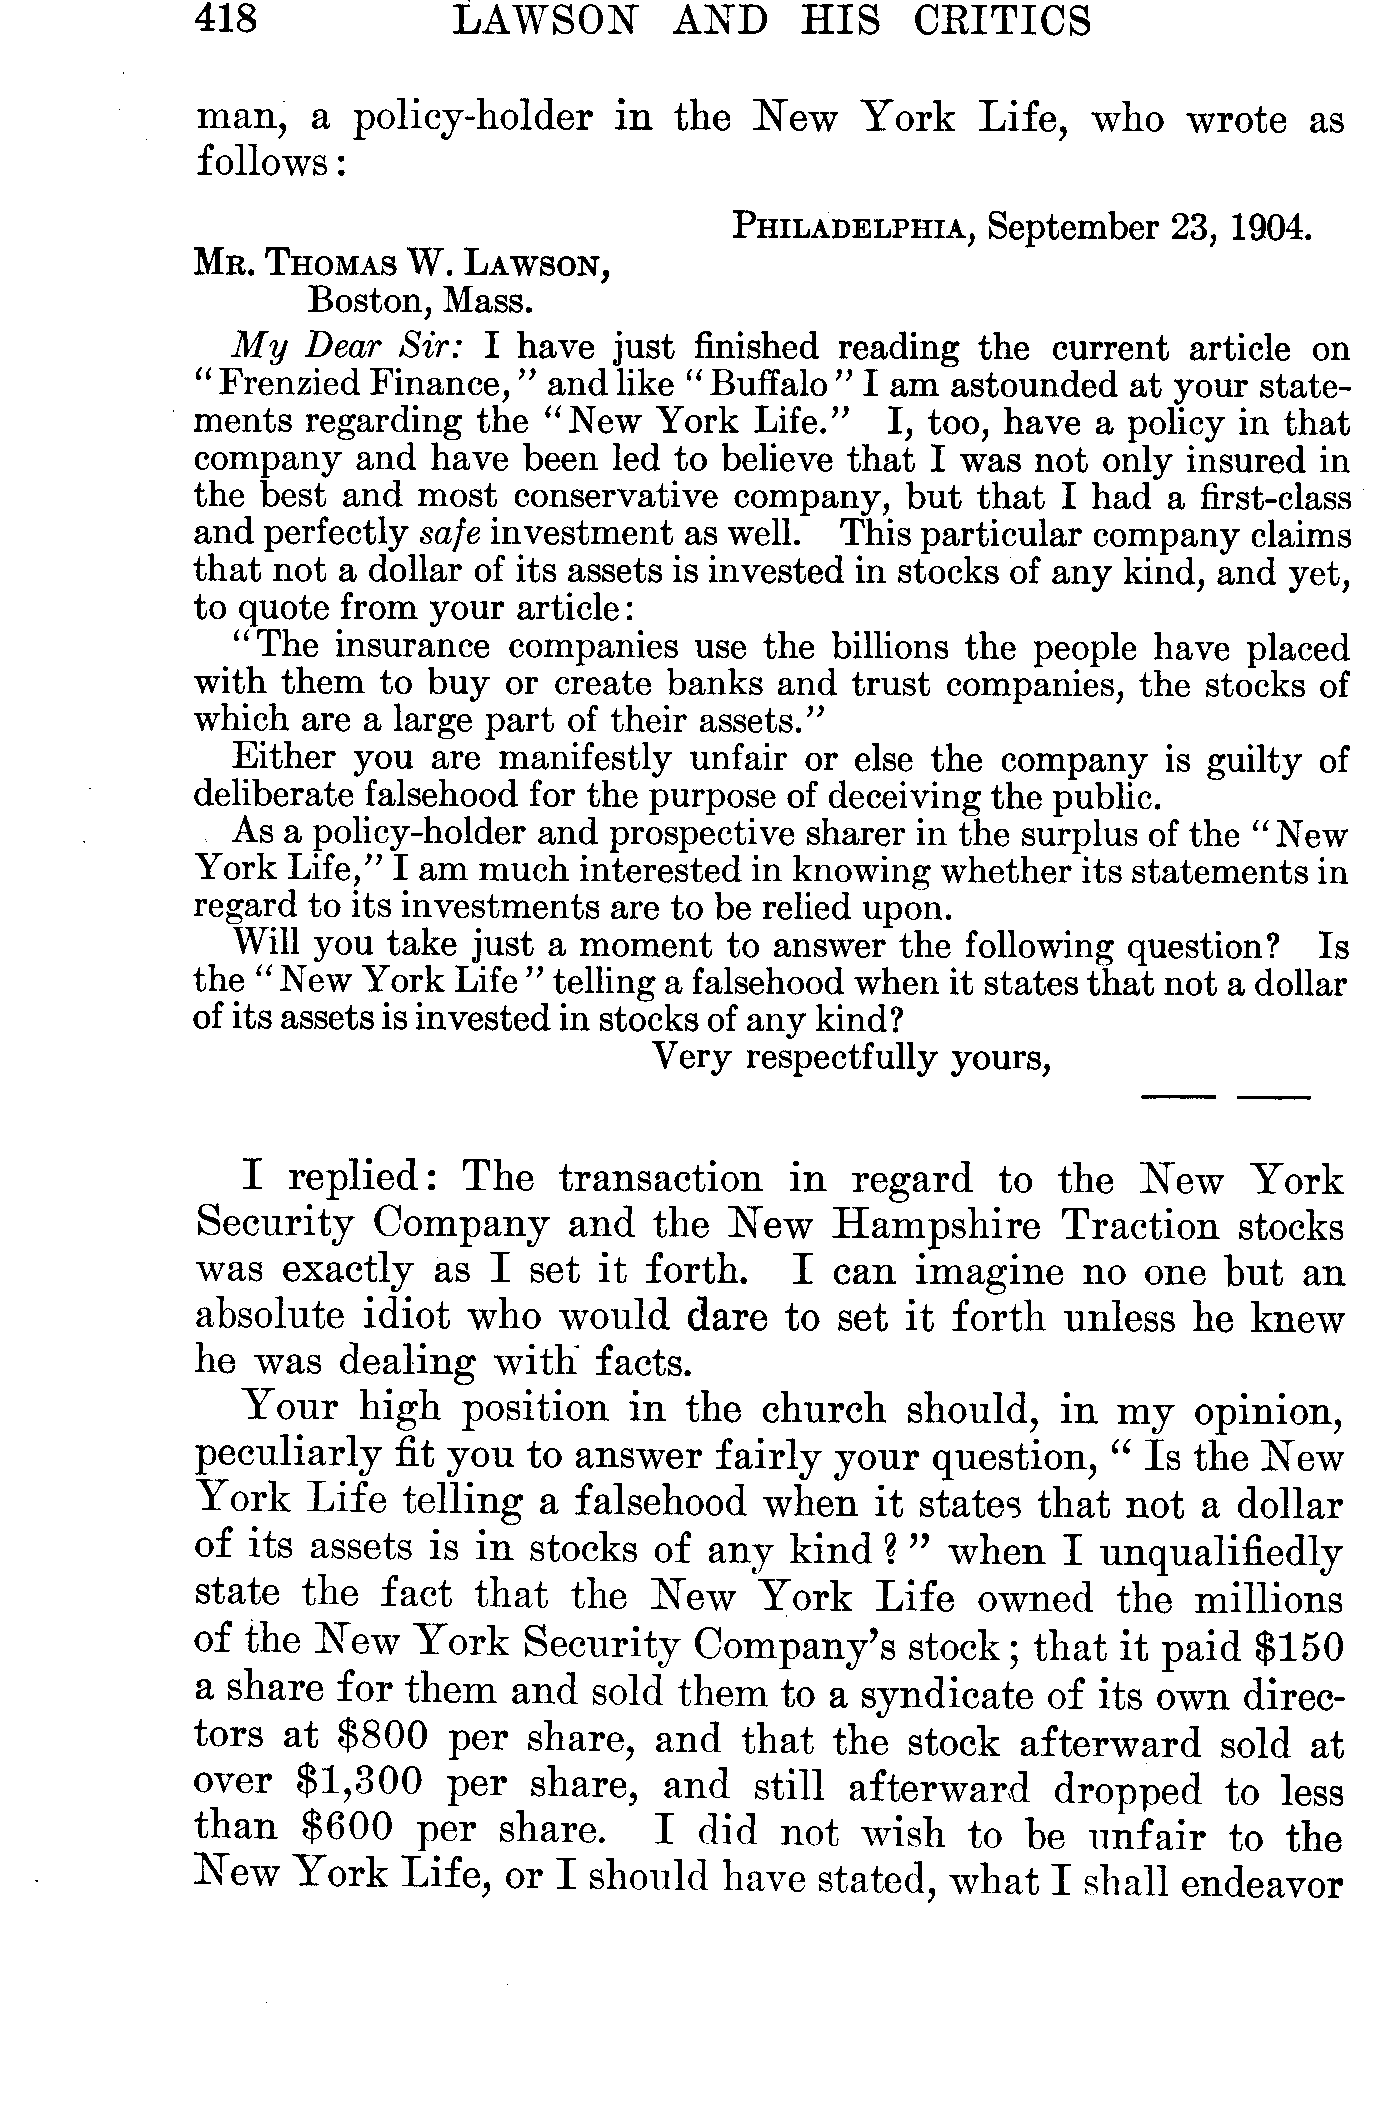 418 LAWSON AND HIS CRITICS
man, a policy-holder in the New York Life, who wrote as
follows:
PHILADELPHIA, September 23, 1904.
MR. THOMAS W. LAWSON,
Boston, Mass.
My Dear Sir: I have just finished reading the current article on
"Frenzied Finance," and like "Buffalo" I am astounded at your state-
ments regarding the "New York Life." I, too, have a policy in that
company and have been led to believe that I was not only insured in
the best and most conservative company, but that I had a first-class
and perfectly safe investment as well. This particular company claims
that not a dollar of its assets is invested in stocks of any kind, and yet,
to quote from your article:
"The insurance companies use the billions the people have placed
with them to buy or create banks and trust companies, the stocks of
which are a large part of their assets."
Either you are manifestly unfair or else the company is guilty of
deliberate falsehood for the purpose of deceiving the public.
As a policy-holder and prospective sharer in the surplus of the "New
York Life," I am much interested in knowing whether its statements in
regard to its investments are to be relied upon.
Will you take just a moment to answer the following question? Is
the "New York Life" telling a falsehood when it states that not a dollar
of its assets is invested in stocks of any kind?
Very respectfully yours,
—— ——
I replied: The transaction in regard to the New York
Security Company and the New Hampshire Traction stocks
was exactly as I set it forth. I can imagine no one but an
absolute idiot who would dare to set it forth unless he knew
he was dealing with facts.
Your high position in the church should, in my opinion,
peculiarly fit you to answer fairly your question, "Is the New
York Life telling a falsehood when it states that not a dollar
of its assets is in stocks of any kind?" when I unqualifiedly
state the fact that the New York Life owned the millions
of the New York Security Company's stock; that it paid $150
a share for them and sold them to a syndicate of its own direc-
tors at $800 per share, and that the stock afterward sold at
over $1,300 per share, and still afterward dropped to less
than $600 per share. I did not wish to be unfair to the
New York Life, or I should have stated, what I shall endeavor